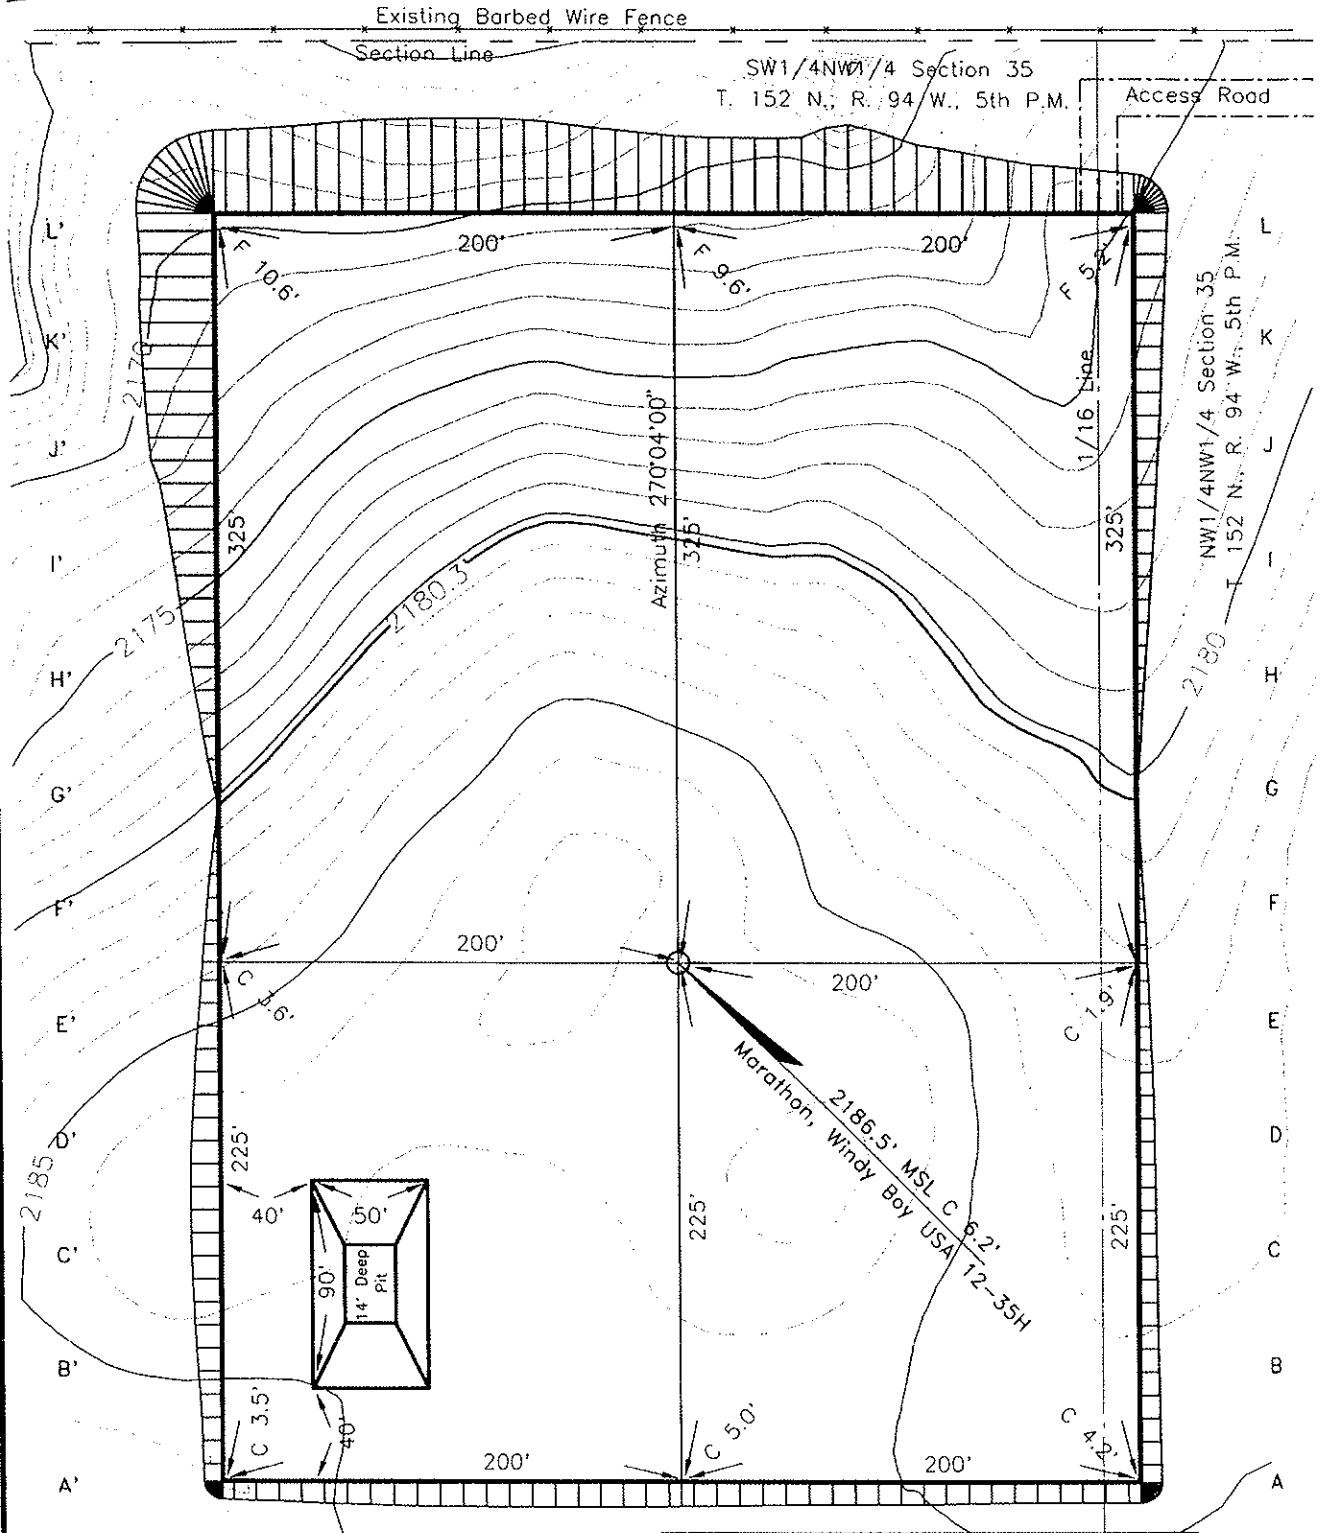 Existing Barbed Wire Fence
Section Line
SW1/4NW1/4 Section 35
T. 152 N.; R. 94 W., 5th P.M.
Access Road
L'
200'
200'
L
F 10.6'
F 9.6'
F 5.2'
K'
2170
K
NW1/4NW1/4 Section 35
T 152 N., R. 94 W., 5th P.M.
1/16 Line
J'
J
Azimuth 270°04'00"
325'
325'
325'
I'
I
2180.3'
2175
H'
H
2180
G'
G
F'
F
200'
200'
C 3.6'
C 1.9'
E'
E
2186.5' MSL C 6.2'
Marathon, Windy Boy USA 12-35H
D'
D
2185
225'
225'
225'
40'
50'
90'
14' Deep
Pit
C'
C
B'
B
C 3.5'
40'
C 5.0'
C 4.2'
200'
200'
A'
A